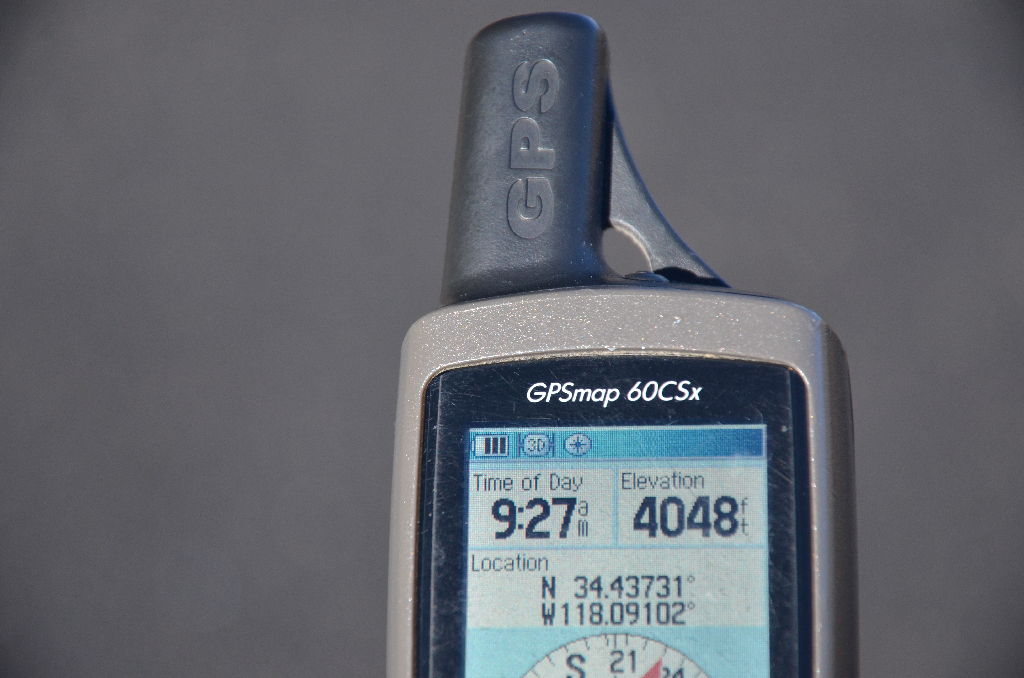 GPS
GPSmap 60CSx
3D
Time of Day Elevation
9:27am 4048ft
Location
N 34.43731°
W118.09102°
S 21 24